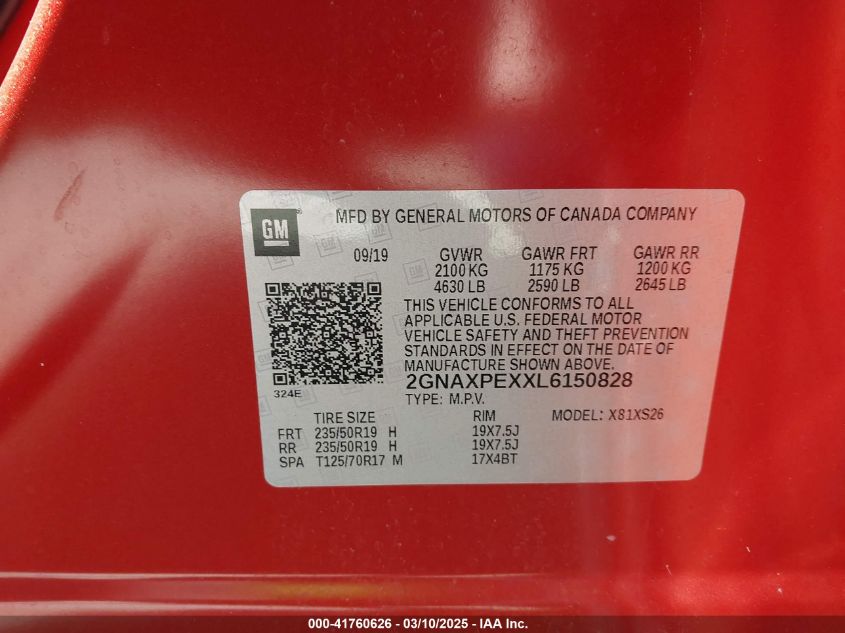 GM
MFD BY GENERAL MOTORS OF CANADA COMPANY
09/19 GVWR GAWR FRT GAWR RR
2100 KG 1175 KG 1200 KG
4630 LB 2590 LB 2645 LB
THIS VEHICLE CONFORMS TO ALL
APPLICABLE U.S. FEDERAL MOTOR
VEHICLE SAFETY AND THEFT PREVENTION
STANDARDS IN EFFECT ON THE DATE OF
MANUFACTURE SHOWN ABOVE.
324E
2GNAXPEXXL6150828
TYPE: M.P.V.
TIRE SIZE RIM MODEL: X81XS26
FRT 235/50R19 H 19X7.5J
RR 235/50R19 H 19X7.5J
SPA T125/70R17 M 17X4BT
000-41760626 - 03/10/2025 - IAA Inc.